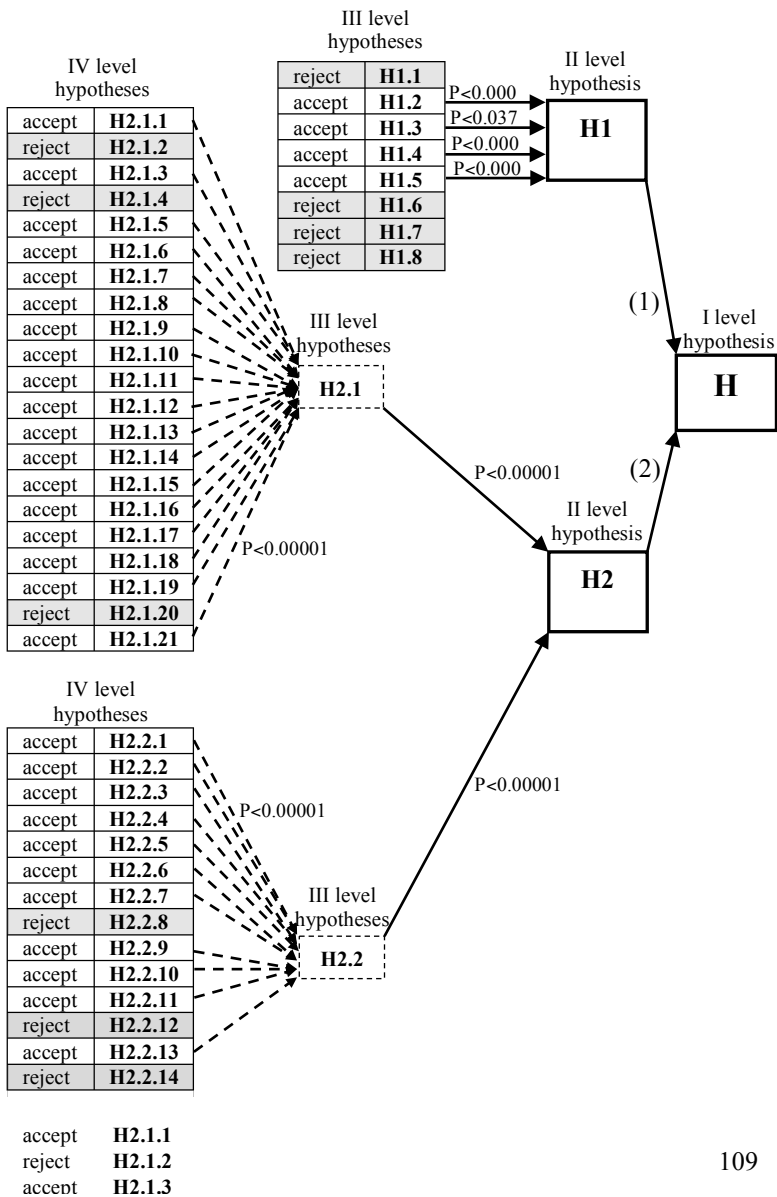 III level
hypotheses
reject H1.1
accept H1.2
accept H1.3
accept H1.4
accept H1.5
reject H1.6
reject H1.7
reject H1.8
P<0.000
P<0.037
P<0.000
P<0.000
II level
hypothesis
H1
IV level
hypotheses
accept H2.1.1
reject H2.1.2
accept H2.1.3
reject H2.1.4
accept H2.1.5
accept H2.1.6
accept H2.1.7
accept H2.1.8
accept H2.1.9
accept H2.1.10
accept H2.1.11
accept H2.1.12
accept H2.1.13
accept H2.1.14
accept H2.1.15
accept H2.1.16
accept H2.1.17
accept H2.1.18
accept H2.1.19
reject H2.1.20
accept H2.1.21
P<0.00001
III level
hypotheses
H2.1
(1)
I level
hypothesis
H
(2)
P<0.00001
II level
hypothesis
H2
IV level
hypotheses
accept H2.2.1
accept H2.2.2
accept H2.2.3
accept H2.2.4
accept H2.2.5
accept H2.2.6
accept H2.2.7
reject H2.2.8
accept H2.2.9
accept H2.2.10
accept H2.2.11
reject H2.2.12
accept H2.2.13
reject H2.2.14
P<0.00001
III level
hypotheses
H2.2
P<0.00001
accept H2.1.1
reject H2.1.2
accept H2.1.3
109